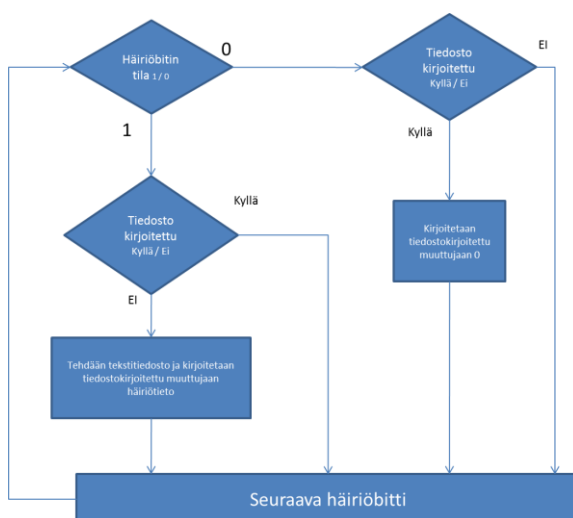 Häiriöbitin
tila 1 / 0
0
1
Tiedosto
kirjoitettu
Kyllä / Ei
EI
Kyllä
Kirjoitetaan
tiedostokirjoitettu
muuttujaan 0
Tiedosto
kirjoitettu
Kyllä / Ei
Kyllä
EI
Tehdään tekstitiedosto ja kirjoitetaan
tiedostokirjoitettu muuttujaan
häiriötieto
Seuraava häiriöbitti